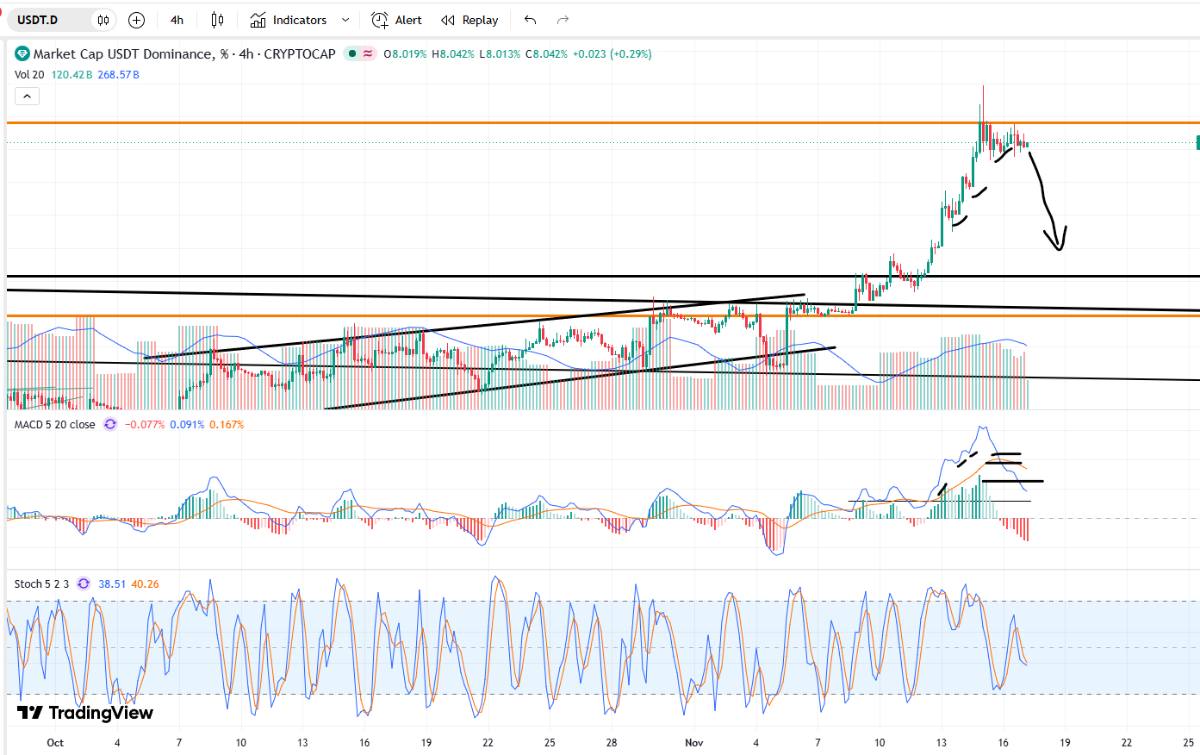 USDT.D 4h Indicators Alert Replay
Market Cap USDT Dominance, % · 4h · CRYPTOCAP O8.019% H8.042% L8.013% C8.042% +0.023 (+0.29%)
Vol 20 120.42 B 268.57 B
MACD 5 20 close −0.077% 0.091% 0.167%
Stoch 5 2 3 38.51 40.26
TradingView
Oct 4 7 10 13 16 19 22 25 28 Nov 4 7 10 13 16 19 22 25